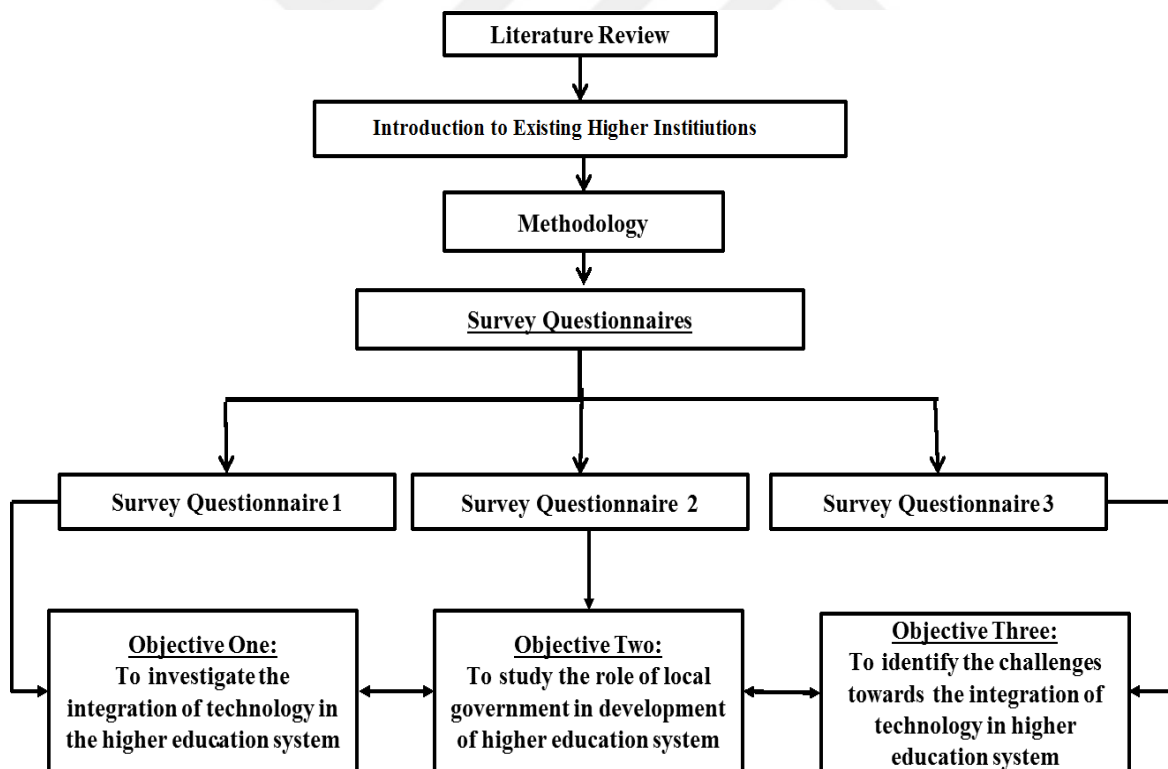 Literature Review
Introduction to Existing Higher Institiutions
Methodology
Survey Questionnaires
Survey Questionnaire 1
Survey Questionnaire 2
Survey Questionnaire 3
Objective One:
To investigate the
integration of technology in
the higher education system
Objective Two:
To study the role of local
government in development
of higher education system
Objective Three:
To identify the challenges
towards the integration of
technology in higher
education system